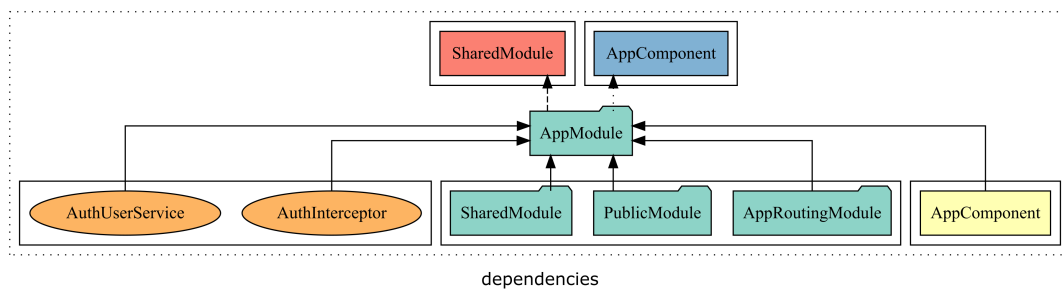 SharedModule
AppComponent
AppModule
AuthUserService
AuthInterceptor
SharedModule
PublicModule
AppRoutingModule
AppComponent
dependencies